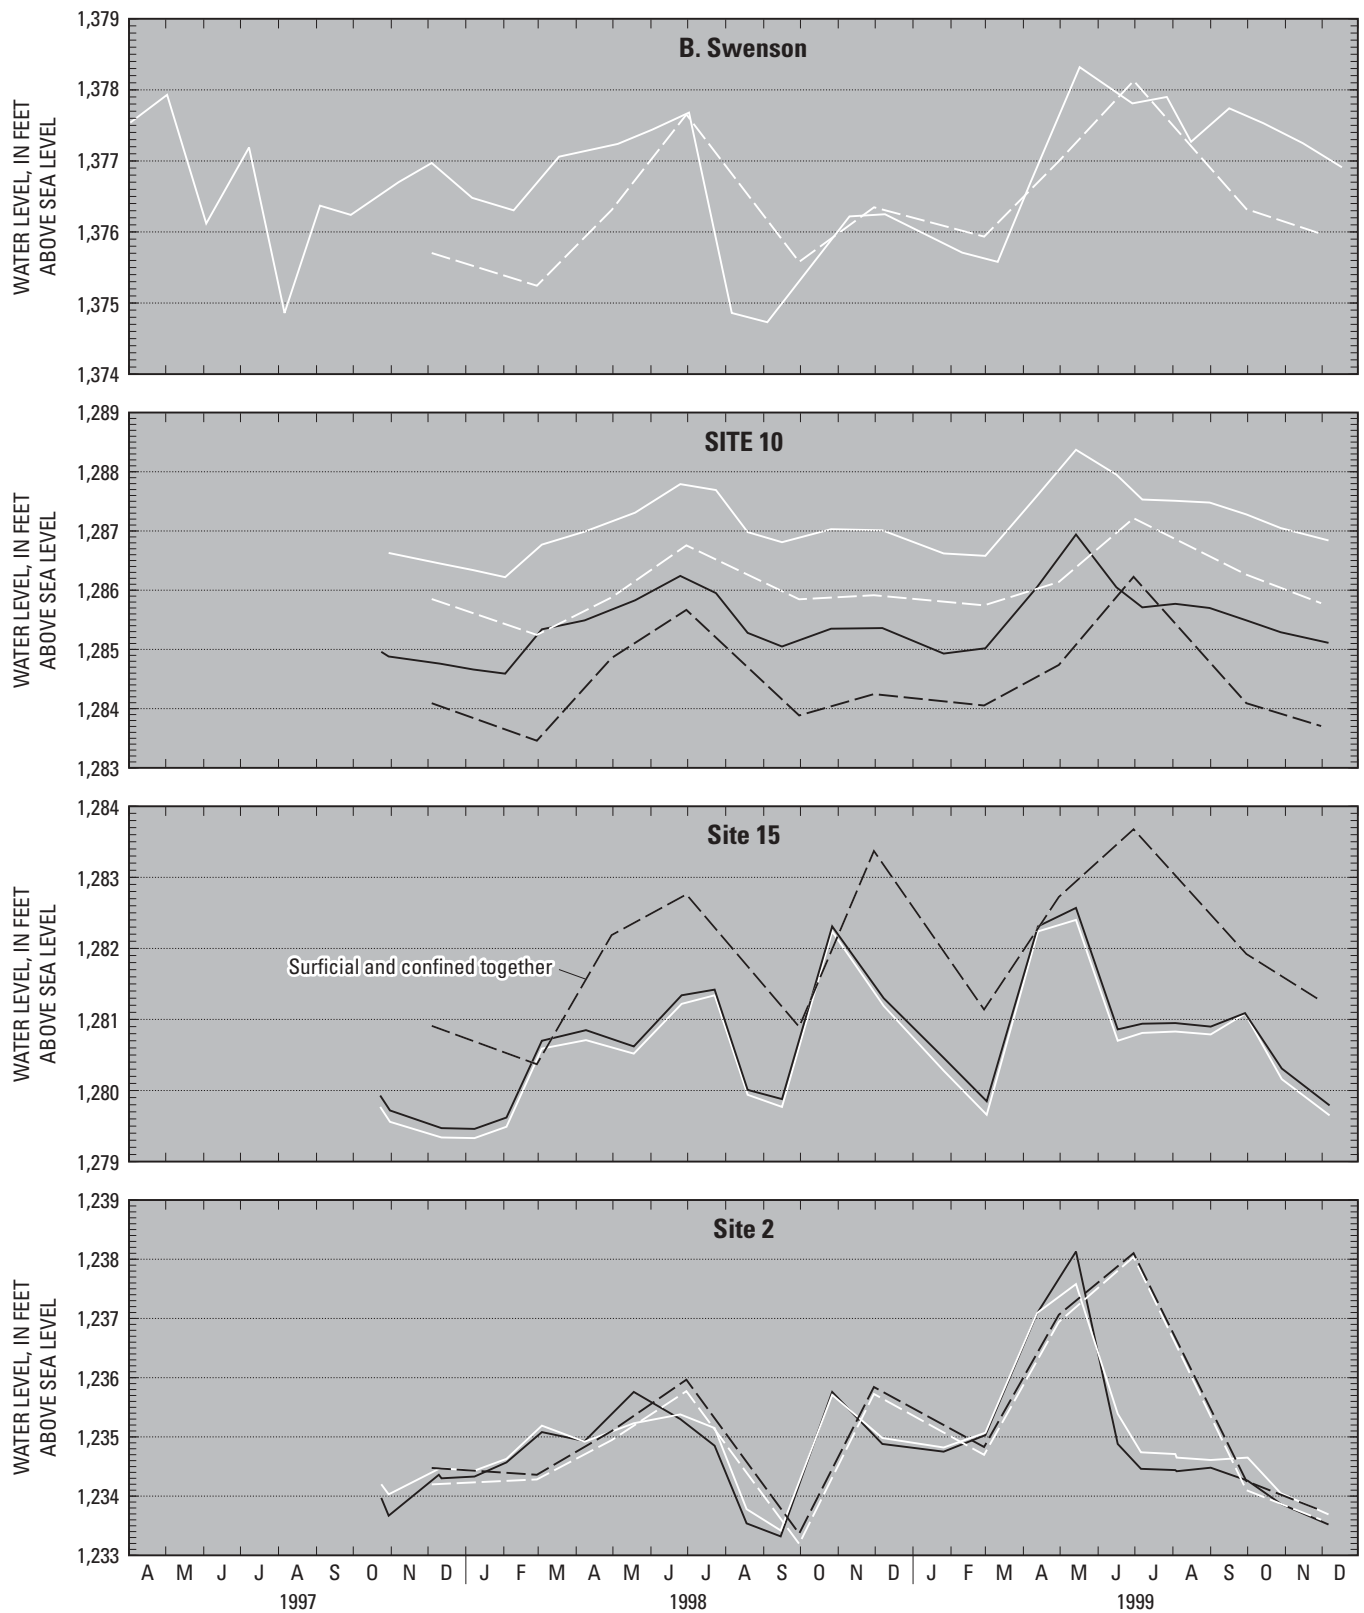 B. Swenson
1,379
1,378
1,377
1,376
1,375
1,374
WATER LEVEL, IN FEET
ABOVE SEA LEVEL
SITE 10
1,289
1,288
1,287
1,286
1,285
1,284
1,283
WATER LEVEL, IN FEET
ABOVE SEA LEVEL
Site 15
1,284
1,283
1,282
1,281
1,280
1,279
WATER LEVEL, IN FEET
ABOVE SEA LEVEL
Surficial and confined together
Site 2
1,239
1,238
1,237
1,236
1,235
1,234
1,233
WATER LEVEL, IN FEET
ABOVE SEA LEVEL
A M J J A S O N D J F M A M J J A S O N D J F M A M J J A S O N D
1997 1998 1999